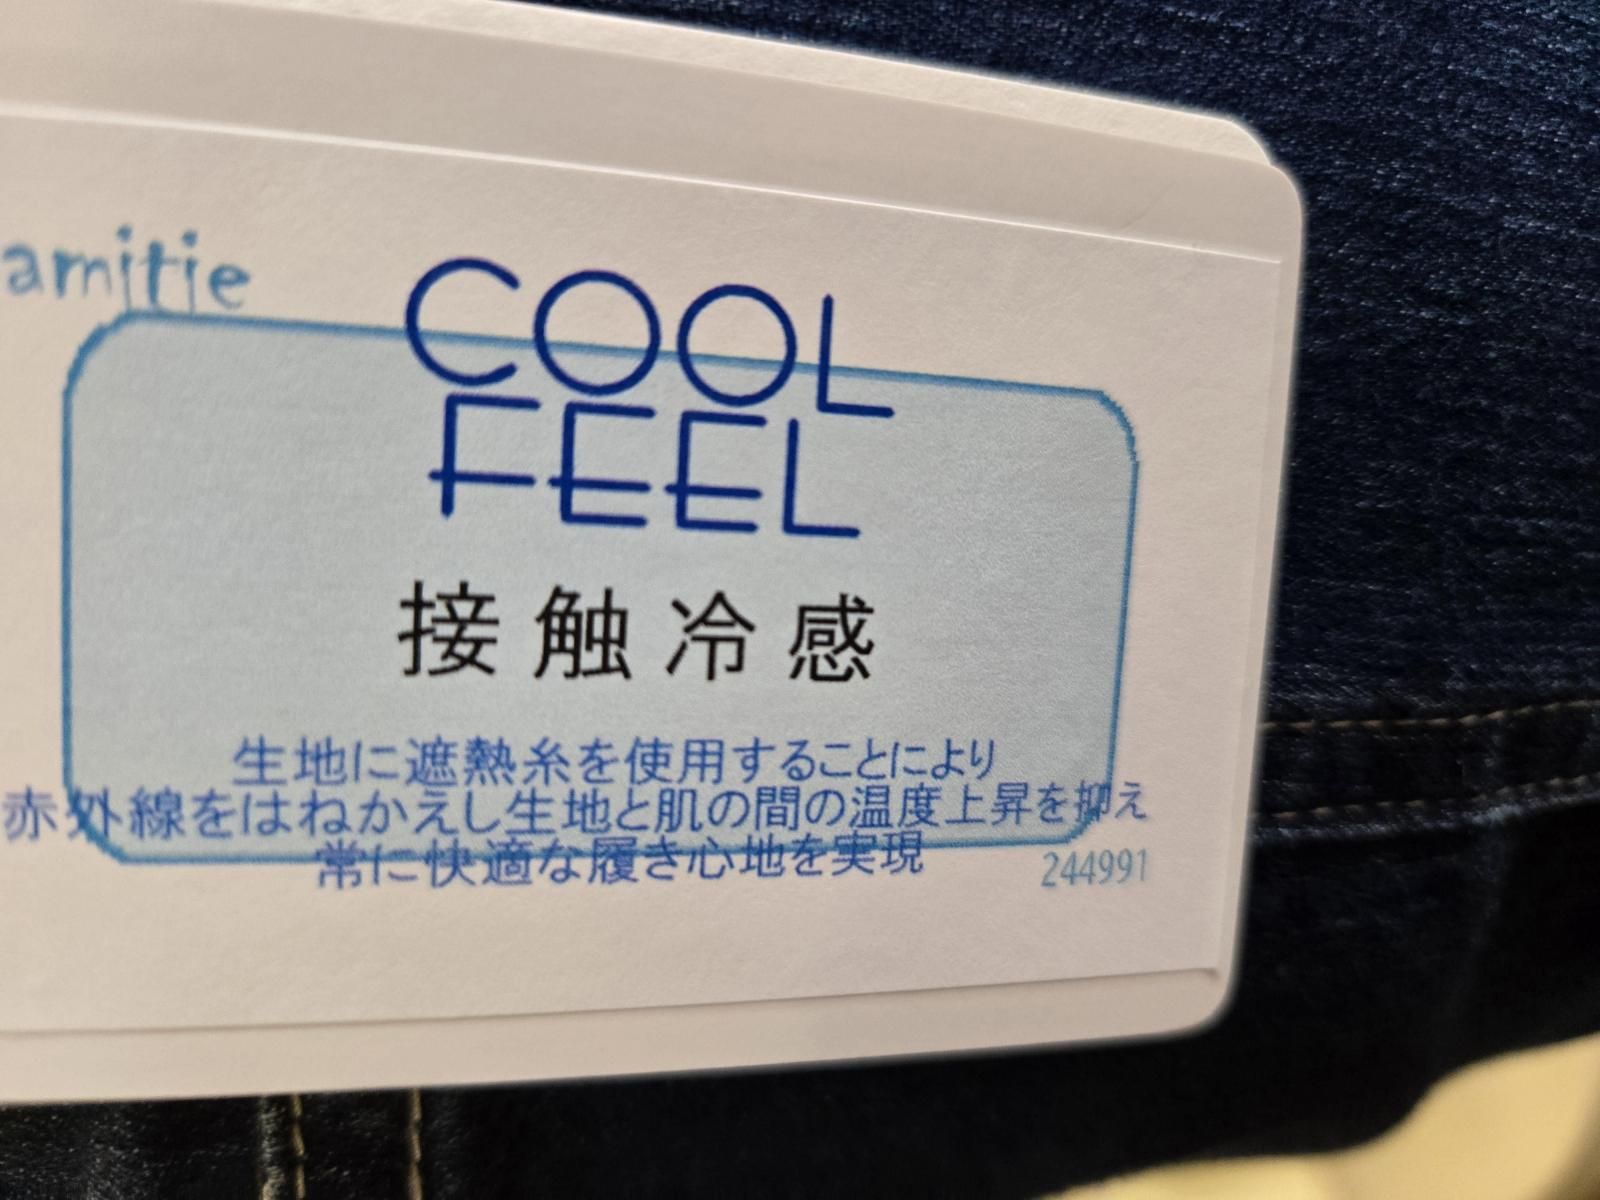 amitie
COOL
FEEL
接触冷感
生地に遮熱糸を使用することにより
赤外線をはねかえし生地と肌の間の温度上昇を抑え
常に快適な履き心地を実現
244991